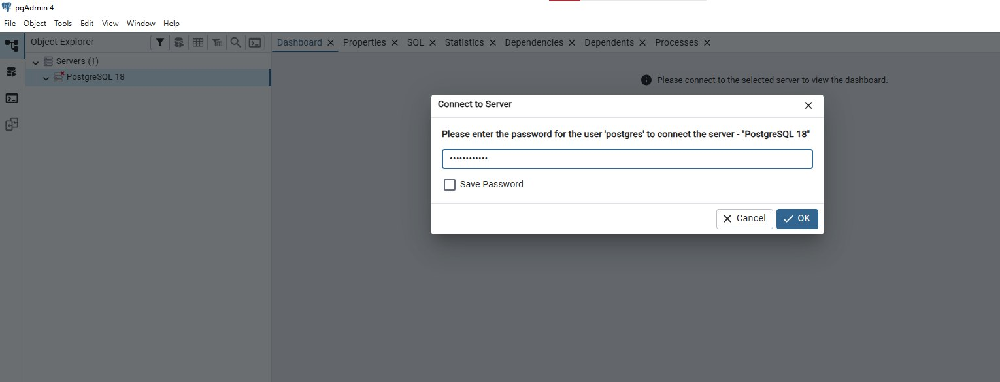 pgAdmin 4
File Object Tools Edit View Window Help
Object Explorer
Dashboard Properties SQL Statistics Dependencies Dependents Processes
Servers (1)
PostgreSQL 18
Please connect to the selected server to view the dashboard.
Connect to Server
Please enter the password for the user 'postgres' to connect the server - "PostgreSQL 18"
••••••••••••
Save Password
Cancel OK